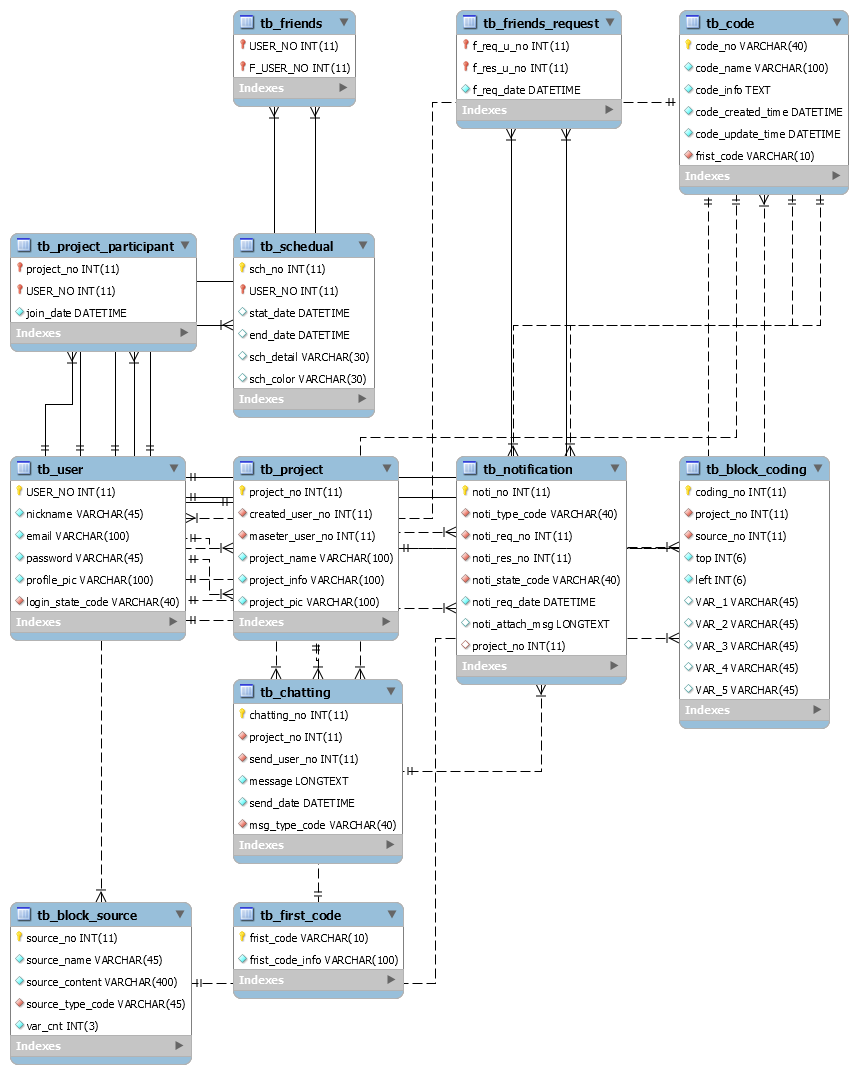 tb_friends
USER_NO INT(11)
F_USER_NO INT(11)
Indexes
tb_friends_request
f_req_u_no INT(11)
f_res_u_no INT(11)
f_req_date DATETIME
Indexes
tb_code
code_no VARCHAR(40)
code_name VARCHAR(100)
code_info TEXT
code_created_time DATETIME
code_update_time DATETIME
frist_code VARCHAR(10)
Indexes
tb_project_participant
project_no INT(11)
USER_NO INT(11)
join_date DATETIME
Indexes
tb_schedual
sch_no INT(11)
USER_NO INT(11)
stat_date DATETIME
end_date DATETIME
sch_detail VARCHAR(30)
sch_color VARCHAR(30)
Indexes
tb_user
USER_NO INT(11)
nickname VARCHAR(45)
email VARCHAR(100)
password VARCHAR(45)
profile_pic VARCHAR(100)
login_state_code VARCHAR(40)
Indexes
tb_project
project_no INT(11)
created_user_no INT(11)
maseter_user_no INT(11)
project_name VARCHAR(100)
project_info VARCHAR(100)
project_pic VARCHAR(100)
Indexes
tb_notification
noti_no INT(11)
noti_type_code VARCHAR(40)
noti_req_no INT(11)
noti_res_no INT(11)
noti_state_code VARCHAR(40)
noti_req_date DATETIME
noti_attach_msg LONGTEXT
project_no INT(11)
Indexes
tb_block_coding
coding_no INT(11)
project_no INT(11)
source_no INT(11)
top INT(6)
left INT(6)
VAR_1 VARCHAR(45)
VAR_2 VARCHAR(45)
VAR_3 VARCHAR(45)
VAR_4 VARCHAR(45)
VAR_5 VARCHAR(45)
Indexes
tb_chatting
chatting_no INT(11)
project_no INT(11)
send_user_no INT(11)
message LONGTEXT
send_date DATETIME
msg_type_code VARCHAR(40)
Indexes
tb_block_source
source_no INT(11)
source_name VARCHAR(45)
source_content VARCHAR(400)
source_type_code VARCHAR(45)
var_cnt INT(3)
Indexes
tb_first_code
frist_code VARCHAR(10)
frist_code_info VARCHAR(100)
Indexes